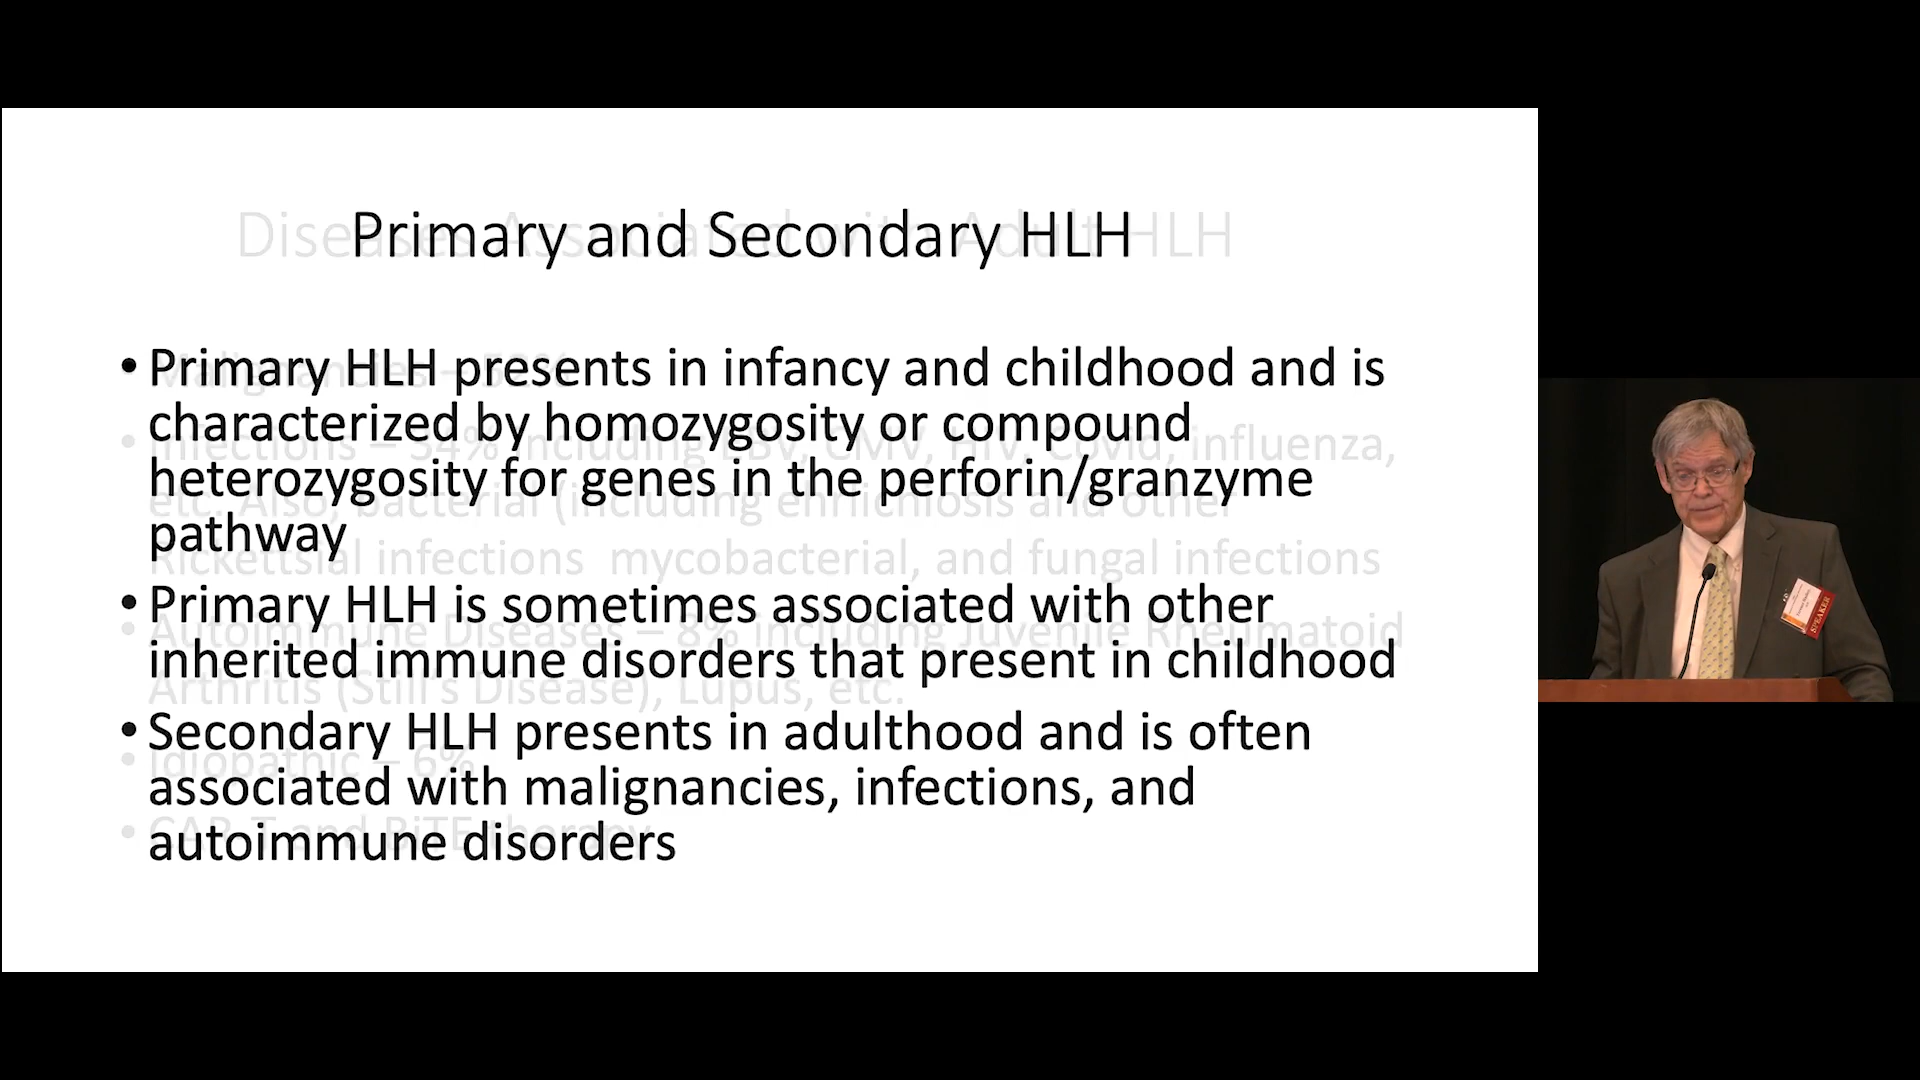 Primary and Secondary HLH
Diseases Associated with Adult HLH
• Primary HLH presents in infancy and childhood and is
characterized by homozygosity or compound
heterozygosity for genes in the perforin/granzyme
pathway
• Primary HLH is sometimes associated with other
inherited immune disorders that present in childhood
• Secondary HLH presents in adulthood and is often
associated with malignancies, infections, and
autoimmune disorders
• Malignancies –
• Infections – 34% including EBV, CMV, HIV, Covid, influenza,
etc. Also, bacterial (including ehrlichiosis and other
Rickettsial infections mycobacterial, and fungal infections
• Autoimmune Diseases – 8% including Juvenile Rheumatoid
Arthritis (Still's Disease), Lupus, etc.
• Idiopathic – 6%
• CAR-T and BiTE therapy
SPEAKER